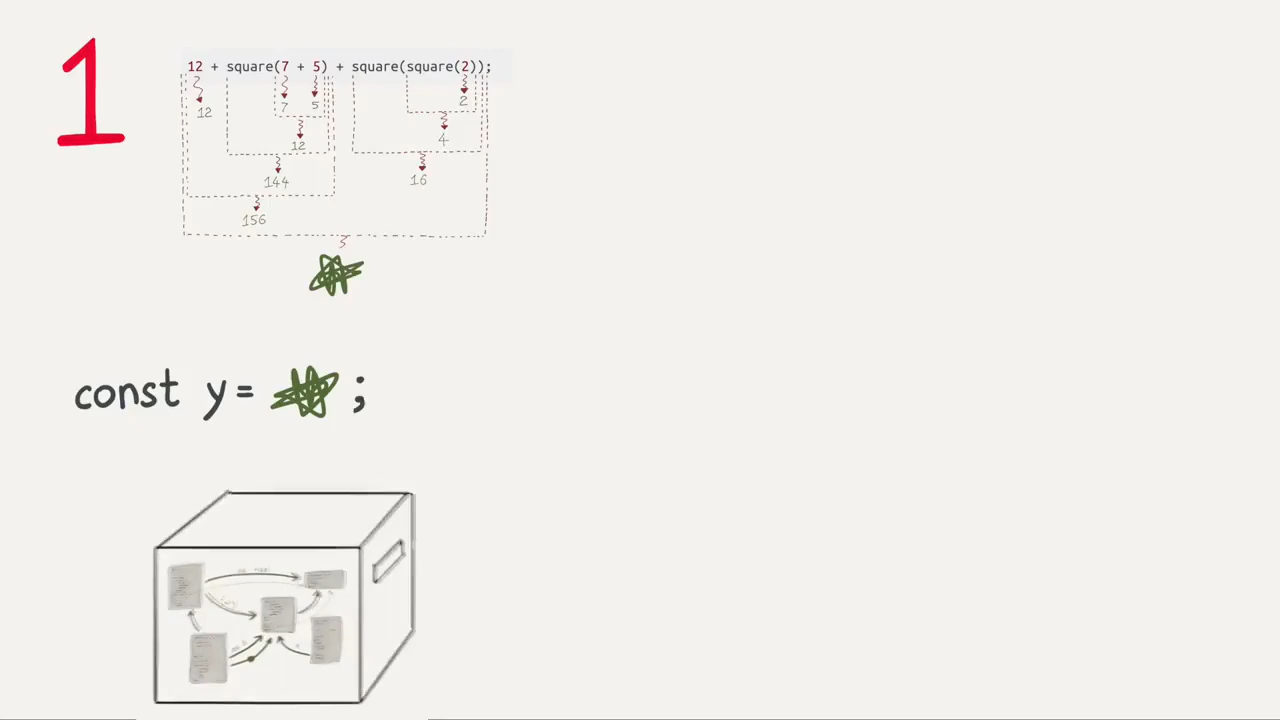 1
12 + square(7 + 5) + square(square(2));
12 7 5 2
12 4
144 16
156
const y = ;